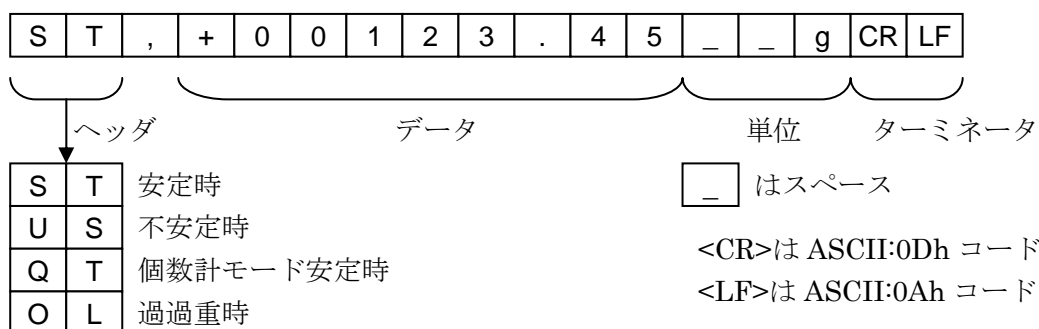 S T , + 0 0 1 2 3 . 4 5 _ _ g CR LF
ヘッダ データ 単位 ターミネータ
S T 安定時
U S 不安定時
Q T 個数計モード安定時
O L 過過重時
_ はスペース
<CR>は ASCII:0Dh コード
<LF>は ASCII:0Ah コード